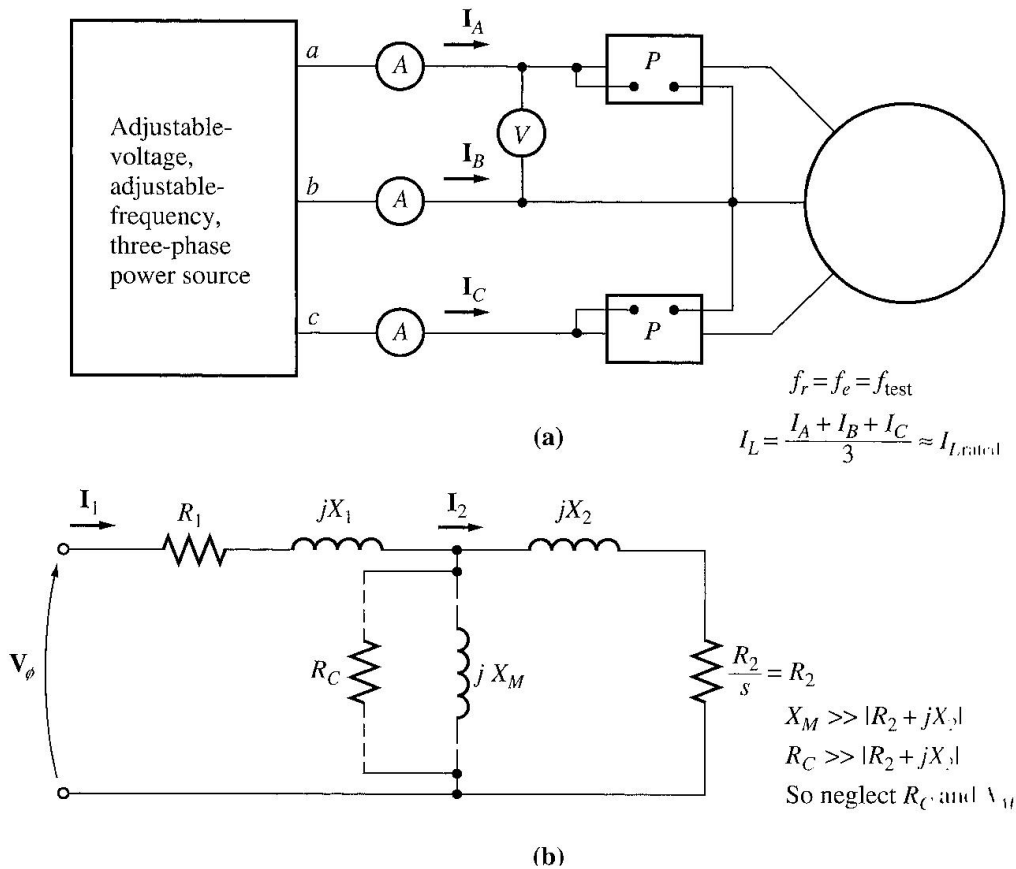 I_A
a
A
P
Adjustable-
voltage,
adjustable-
frequency,
three-phase
power source
V
I_B
b
A
I_C
c
A
P
f_r = f_e = f_test
(a)
I_L = (I_A + I_B + I_C) / 3 ≈ I_L rated
I_1
R_1
jX_1
I_2
jX_2
V_ϕ
R_C
j X_M
R_2 / s = R_2
X_M >> |R_2 + jX_2|
R_C >> |R_2 + jX_2|
So neglect R_C and X_M
(b)